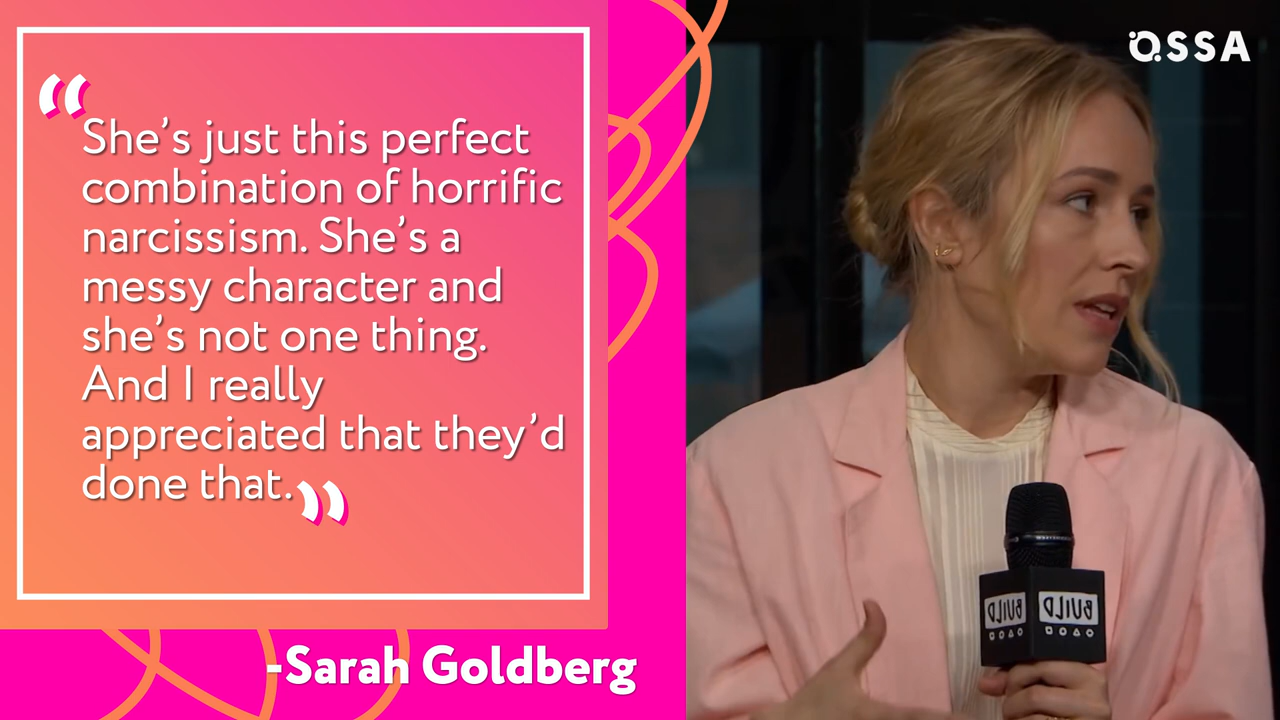 “She’s just this perfect
combination of horrific
narcissism. She’s a
messy character and
she’s not one thing.
And I really
appreciated that they’d
done that.”
-Sarah Goldberg
OSSA
BUILD
BUILD